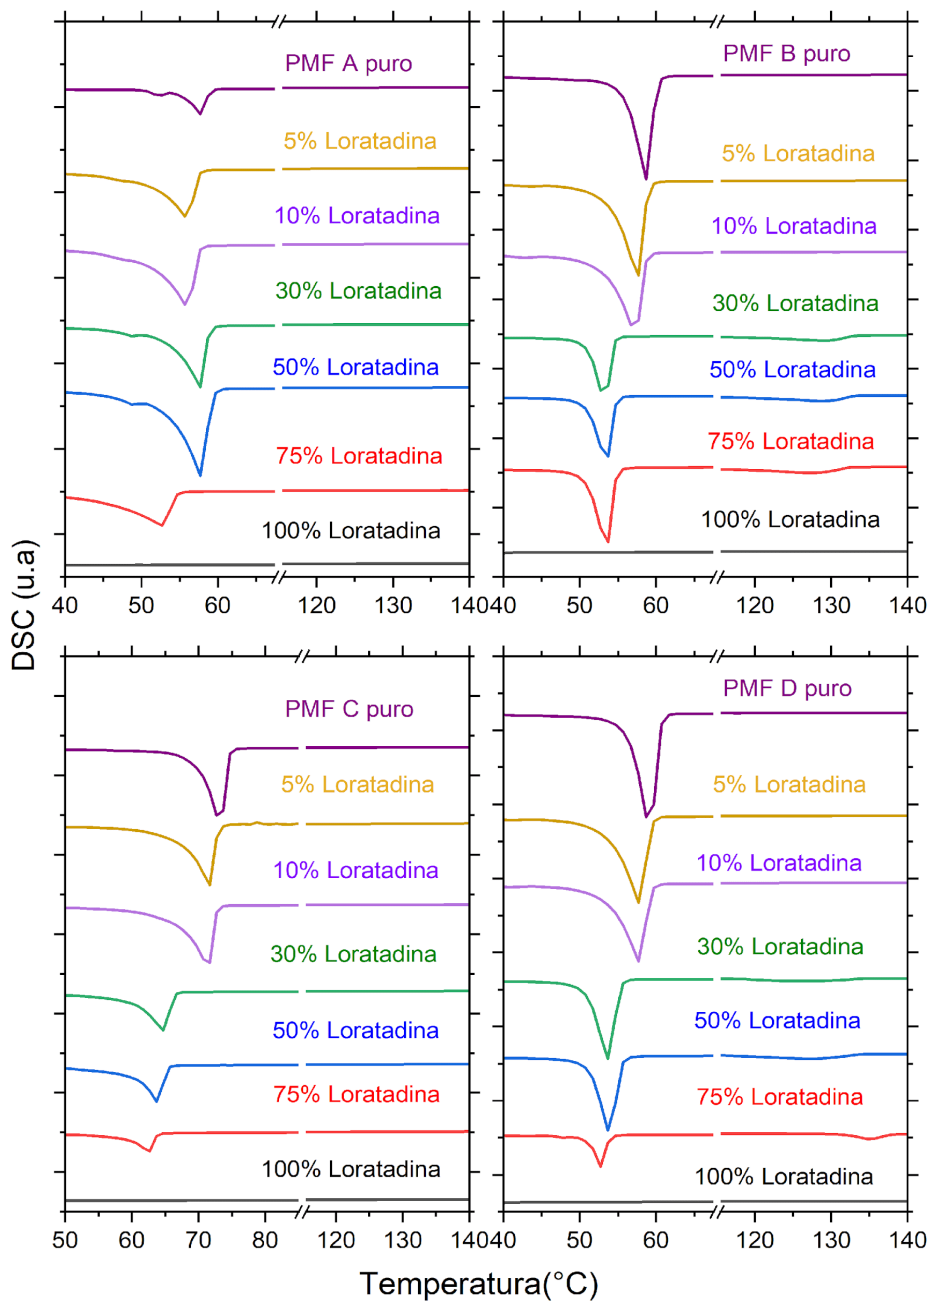 PMF A puro
5% Loratadina
10% Loratadina
30% Loratadina
50% Loratadina
75% Loratadina
100% Loratadina
40 50 60 120 130 140
PMF B puro
5% Loratadina
10% Loratadina
30% Loratadina
50% Loratadina
75% Loratadina
100% Loratadina
40 50 60 120 130 140
DSC (u.a)
PMF C puro
5% Loratadina
10% Loratadina
30% Loratadina
50% Loratadina
75% Loratadina
100% Loratadina
50 60 70 80 120 130 140
PMF D puro
5% Loratadina
10% Loratadina
30% Loratadina
50% Loratadina
75% Loratadina
100% Loratadina
40 50 60 120 130 140
Temperatura(°C)